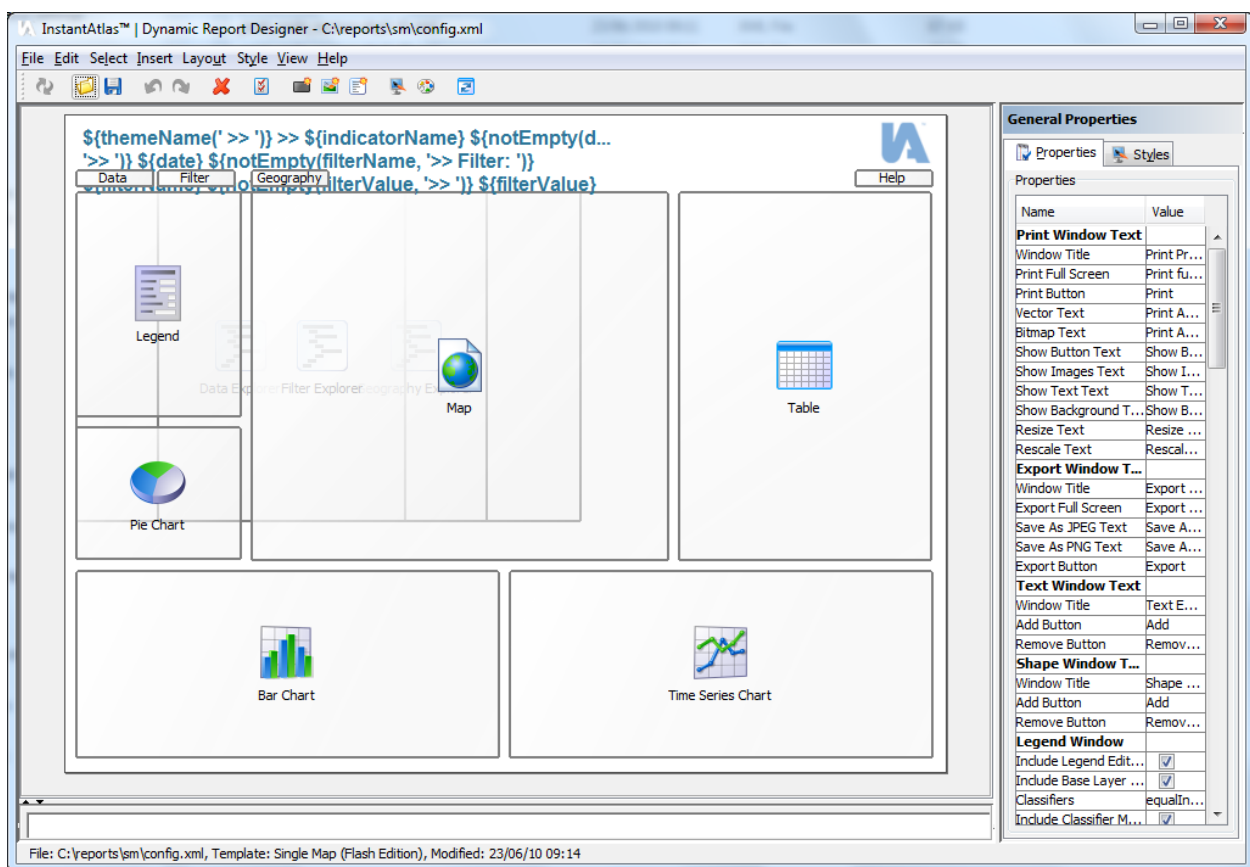 InstantAtlas™ | Dynamic Report Designer - C:\reports\sm\config.xml
File Edit Select Insert Layout Style View Help
${themeName(' >> ')} >> ${indicatorName} ${notEmpty(d...
'>> ')} ${date} ${notEmpty(filterName, '>> Filter: ')}
${filterName} ${notEmpty(filterValue, '>> ')} ${filterValue}
Data Filter Geography Help
Legend
Data Explorer Filter Explorer Geography Explorer
Map
Table
Pie Chart
Bar Chart
Time Series Chart
General Properties
Properties Styles
Properties
Name Value
Print Window Text
Window Title Print Pr...
Print Full Screen Print fu...
Print Button Print
Vector Text Print A...
Bitmap Text Print A...
Show Button Text Show B...
Show Images Text Show I...
Show Text Text Show T...
Show Background T... Show B...
Resize Text Resize ...
Rescale Text Rescal...
Export Window T...
Window Title Export ...
Export Full Screen Export ...
Save As JPEG Text Save A...
Save As PNG Text Save A...
Export Button Export
Text Window Text
Window Title Text E...
Add Button Add
Remove Button Remov...
Shape Window T...
Window Title Shape ...
Add Button Add
Remove Button Remov...
Legend Window
Include Legend Edit...
Include Base Layer ...
Classifiers equalIn...
Include Classifier M...
File: C:\reports\sm\config.xml, Template: Single Map (Flash Edition), Modified: 23/06/10 09:14